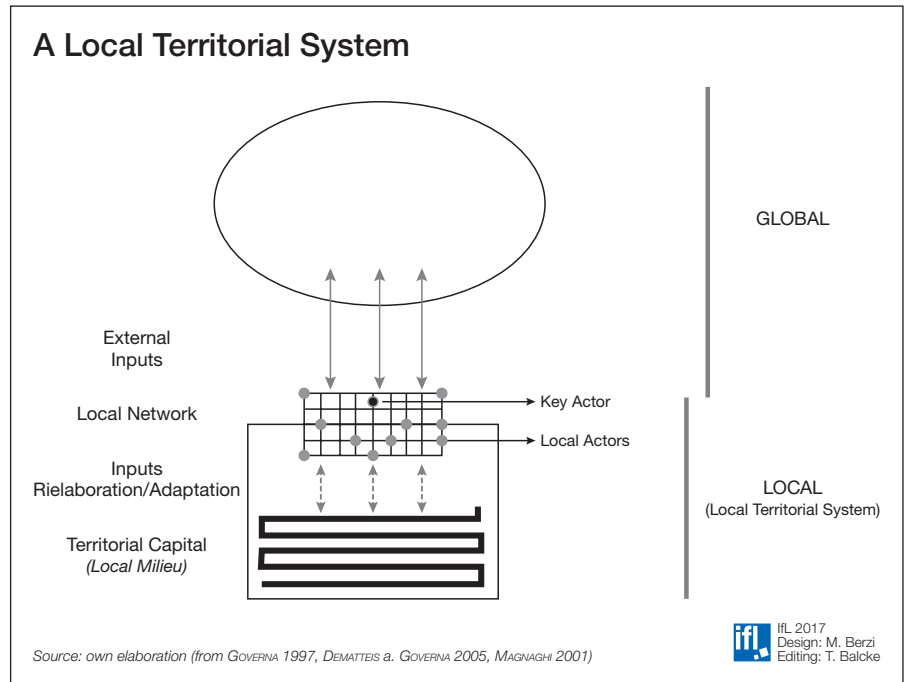 A Local Territorial System
GLOBAL
External
Inputs
Key Actor
Local Network
Local Actors
Inputs
Rielaboration/Adaptation
LOCAL
(Local Territorial System)
Territorial Capital
(Local Milieu)
ifl
IfL 2017
Design: M. Berzi
Editing: T. Balcke
Source: own elaboration (from GOVERNA 1997, DEMATTEIS a. GOVERNA 2005, MAGNAGHI 2001)